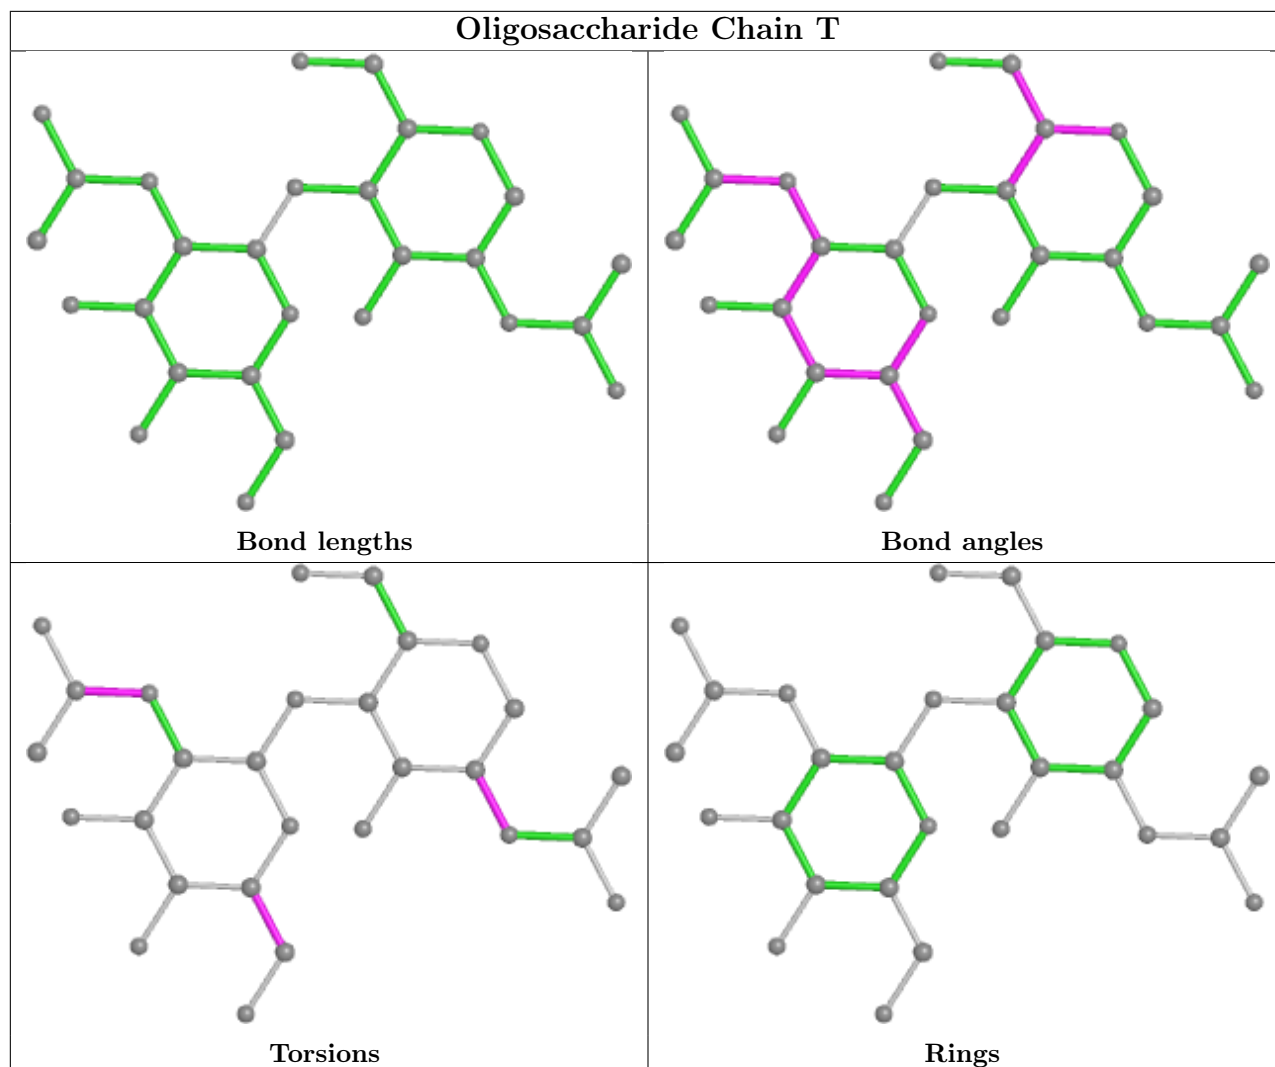 Oligosaccharide Chain T
Bond lengths
Bond angles
Torsions
Rings